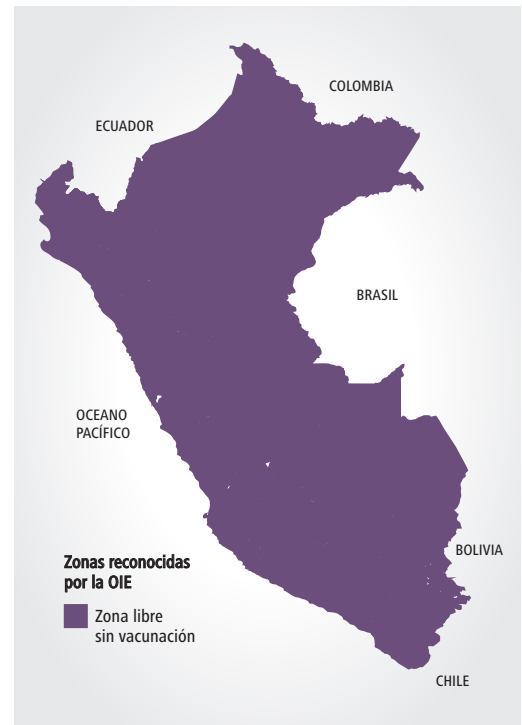 COLOMBIA
ECUADOR
BRASIL
OCEANO
PACÍFICO
BOLIVIA
Zonas reconocidas
por la OIE
Zona libre
sin vacunación
CHILE